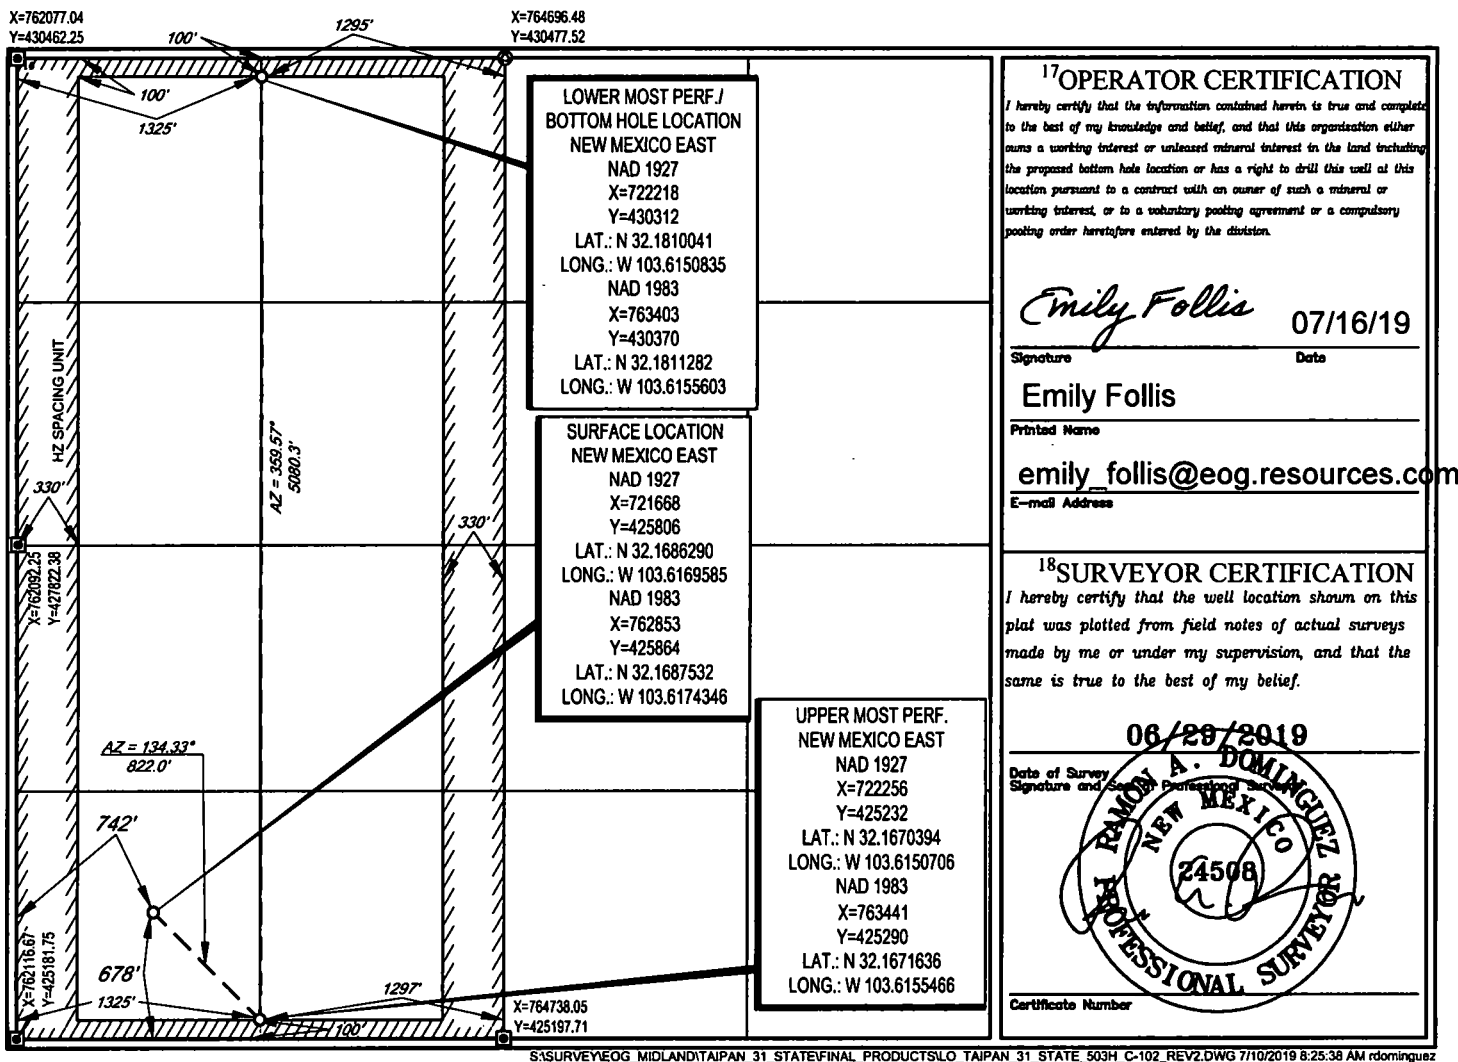 X=762077.04
Y=430462.25
X=764696.48
Y=430477.52
100'
1295'
100'
1325'
LOWER MOST PERF./
BOTTOM HOLE LOCATION
NEW MEXICO EAST
NAD 1927
X=722218
Y=430312
LAT.: N 32.1810041
LONG.: W 103.6150835
NAD 1983
X=763403
Y=430370
LAT.: N 32.1811282
LONG.: W 103.6155603
HZ SPACING UNIT
AZ = 359.57°
5080.3'
330'
330'
X=762092.25
Y=427822.38
SURFACE LOCATION
NEW MEXICO EAST
NAD 1927
X=721668
Y=425806
LAT.: N 32.1686290
LONG.: W 103.6169585
NAD 1983
X=762853
Y=425864
LAT.: N 32.1687532
LONG.: W 103.6174346
AZ = 134.33°
822.0'
742'
678'
X=762116.67
Y=425181.75
1325'
1297'
100'
X=764738.05
Y=425197.71
UPPER MOST PERF.
NEW MEXICO EAST
NAD 1927
X=722256
Y=425232
LAT.: N 32.1670394
LONG.: W 103.6150706
NAD 1983
X=763441
Y=425290
LAT.: N 32.1671636
LONG.: W 103.6155466
17 OPERATOR CERTIFICATION
I hereby certify that the information contained herein is true and complete
to the best of my knowledge and belief, and that this organization either
owns a working interest or unleased mineral interest in the land including
the proposed bottom hole location or has a right to drill this well at this
location pursuant to a contract with an owner of such a mineral or
working interest, or to a voluntary pooling agreement or a compulsory
pooling order heretofore entered by the division.
Emily Follis
07/16/19
Signature
Date
Emily Follis
Printed Name
emily_follis@eog.resources.com
E-mail Address
18 SURVEYOR CERTIFICATION
I hereby certify that the well location shown on this
plat was plotted from field notes of actual surveys
made by me or under my supervision, and that the
same is true to the best of my belief.
06/29/2019
Date of Survey
Signature and Seal of Professional Surveyor
RAMON A. DOMINGUEZ
NEW MEXICO
24508
PROFESSIONAL SURVEYOR
Certificate Number
S:\SURVEY\EOG_MIDLAND\TAIPAN_31_STATE\FINAL_PRODUCTS\LO_TAIPAN_31_STATE_503H_C-102_REV2.DWG 7/10/2019 8:25:38 AM rdominguez